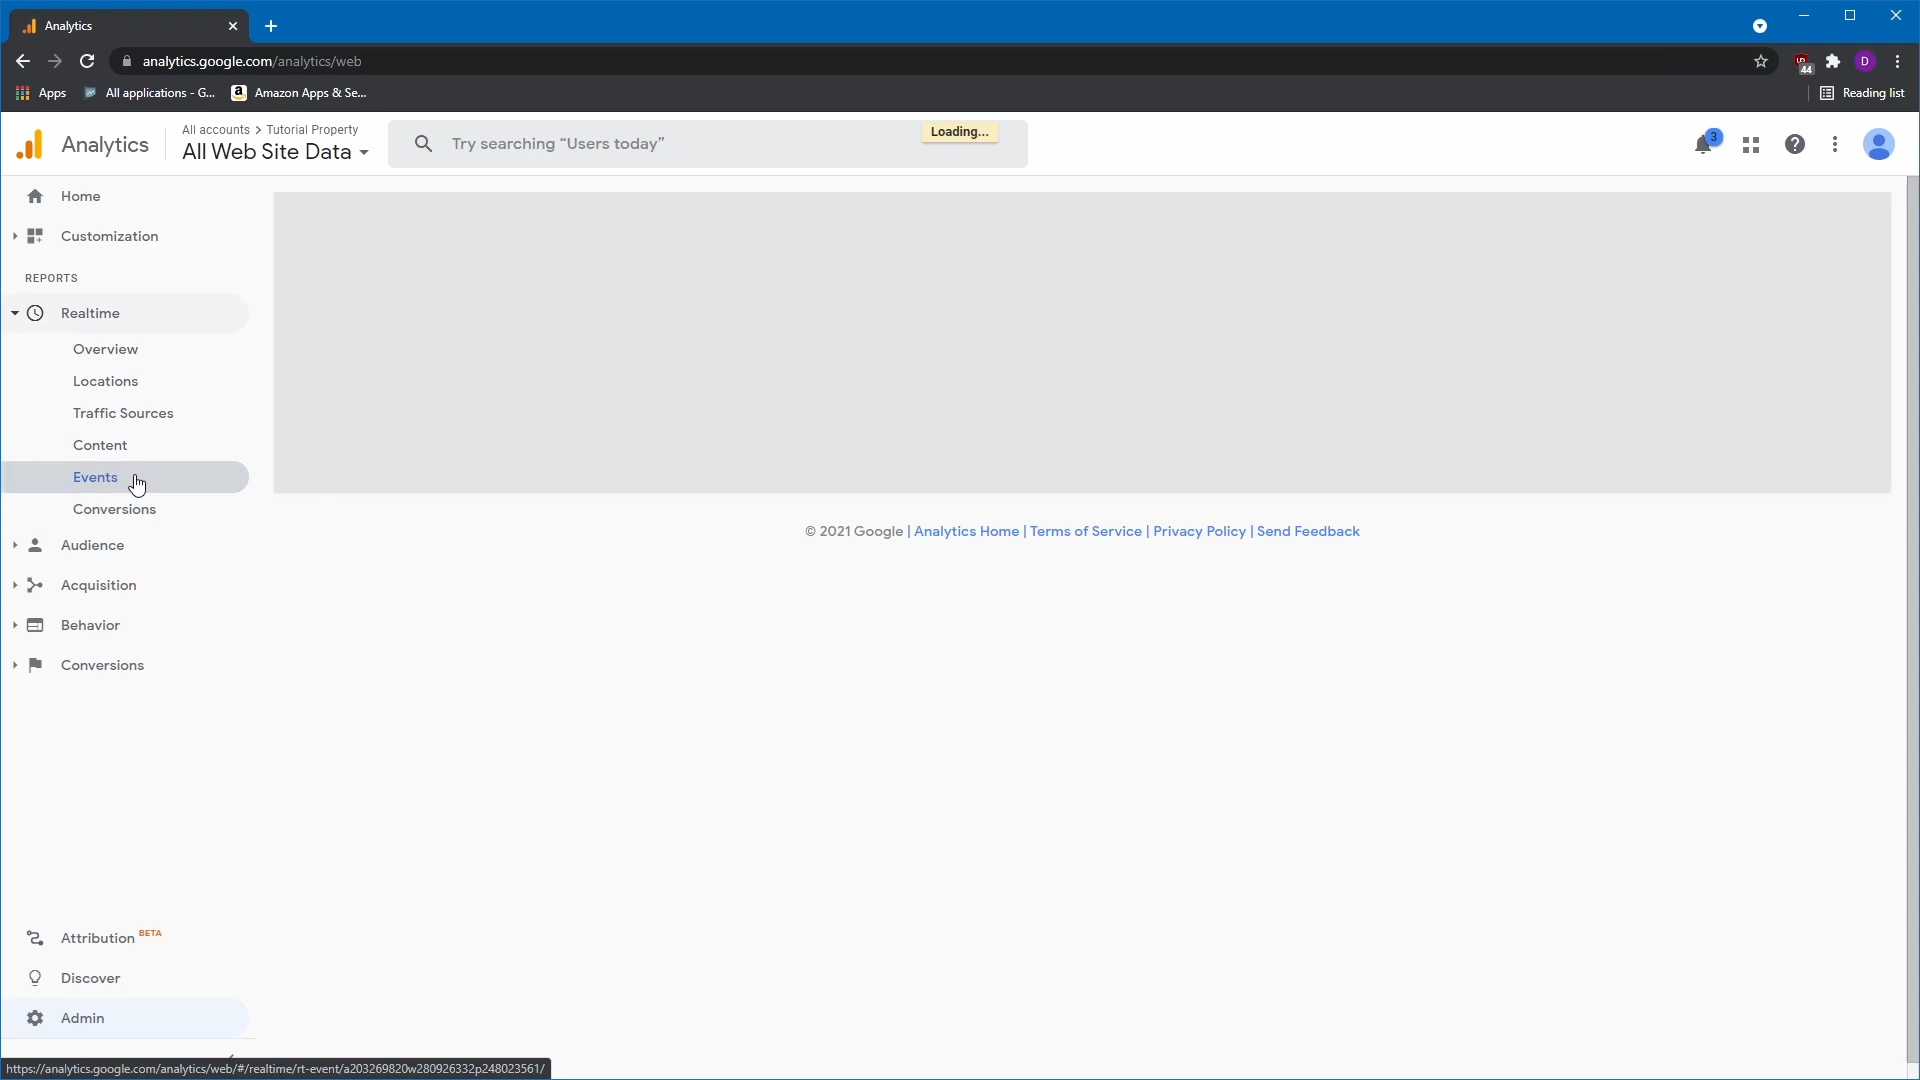 Analytics
analytics.google.com/analytics/web
44
D
Apps
All applications - G...
Amazon Apps & Se...
Reading list
Analytics
All accounts > Tutorial Property
All Web Site Data
Try searching “Users today”
Loading...
3
Home
Customization
REPORTS
Realtime
Overview
Locations
Traffic Sources
Content
Events
Conversions
Audience
Acquisition
Behavior
Conversions
© 2021 Google | Analytics Home | Terms of Service | Privacy Policy | Send Feedback
Attribution BETA
Discover
Admin
https://analytics.google.com/analytics/web/#/realtime/rt-event/a203269820w280926332p248023561/